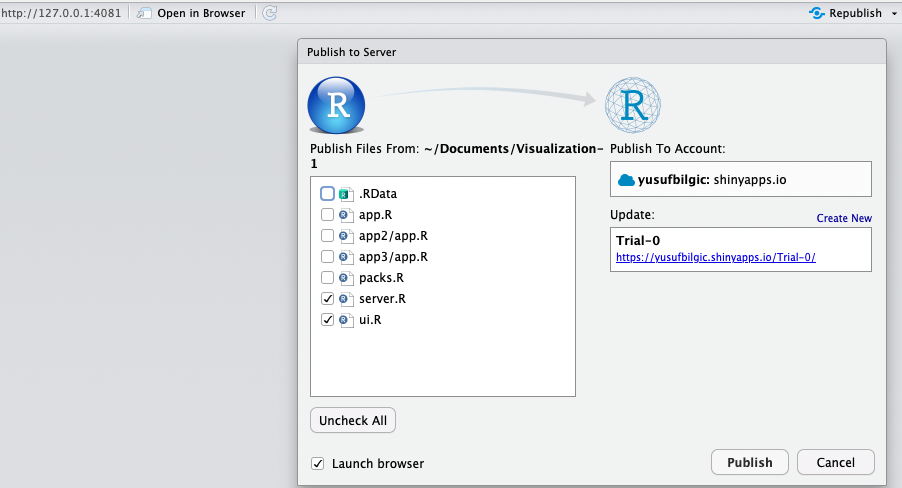 http://127.0.0.1:4081 Open in Browser Republish
Publish to Server
R R
Publish Files From: ~/Documents/Visualization-
1
Publish To Account:
yusufbilgic: shinyapps.io
.RData
app.R
app2/app.R
app3/app.R
packs.R
server.R
ui.R
Update: Create New
Trial-0
https://yusufbilgic.shinyapps.io/Trial-0/
Uncheck All
Launch browser
Publish Cancel